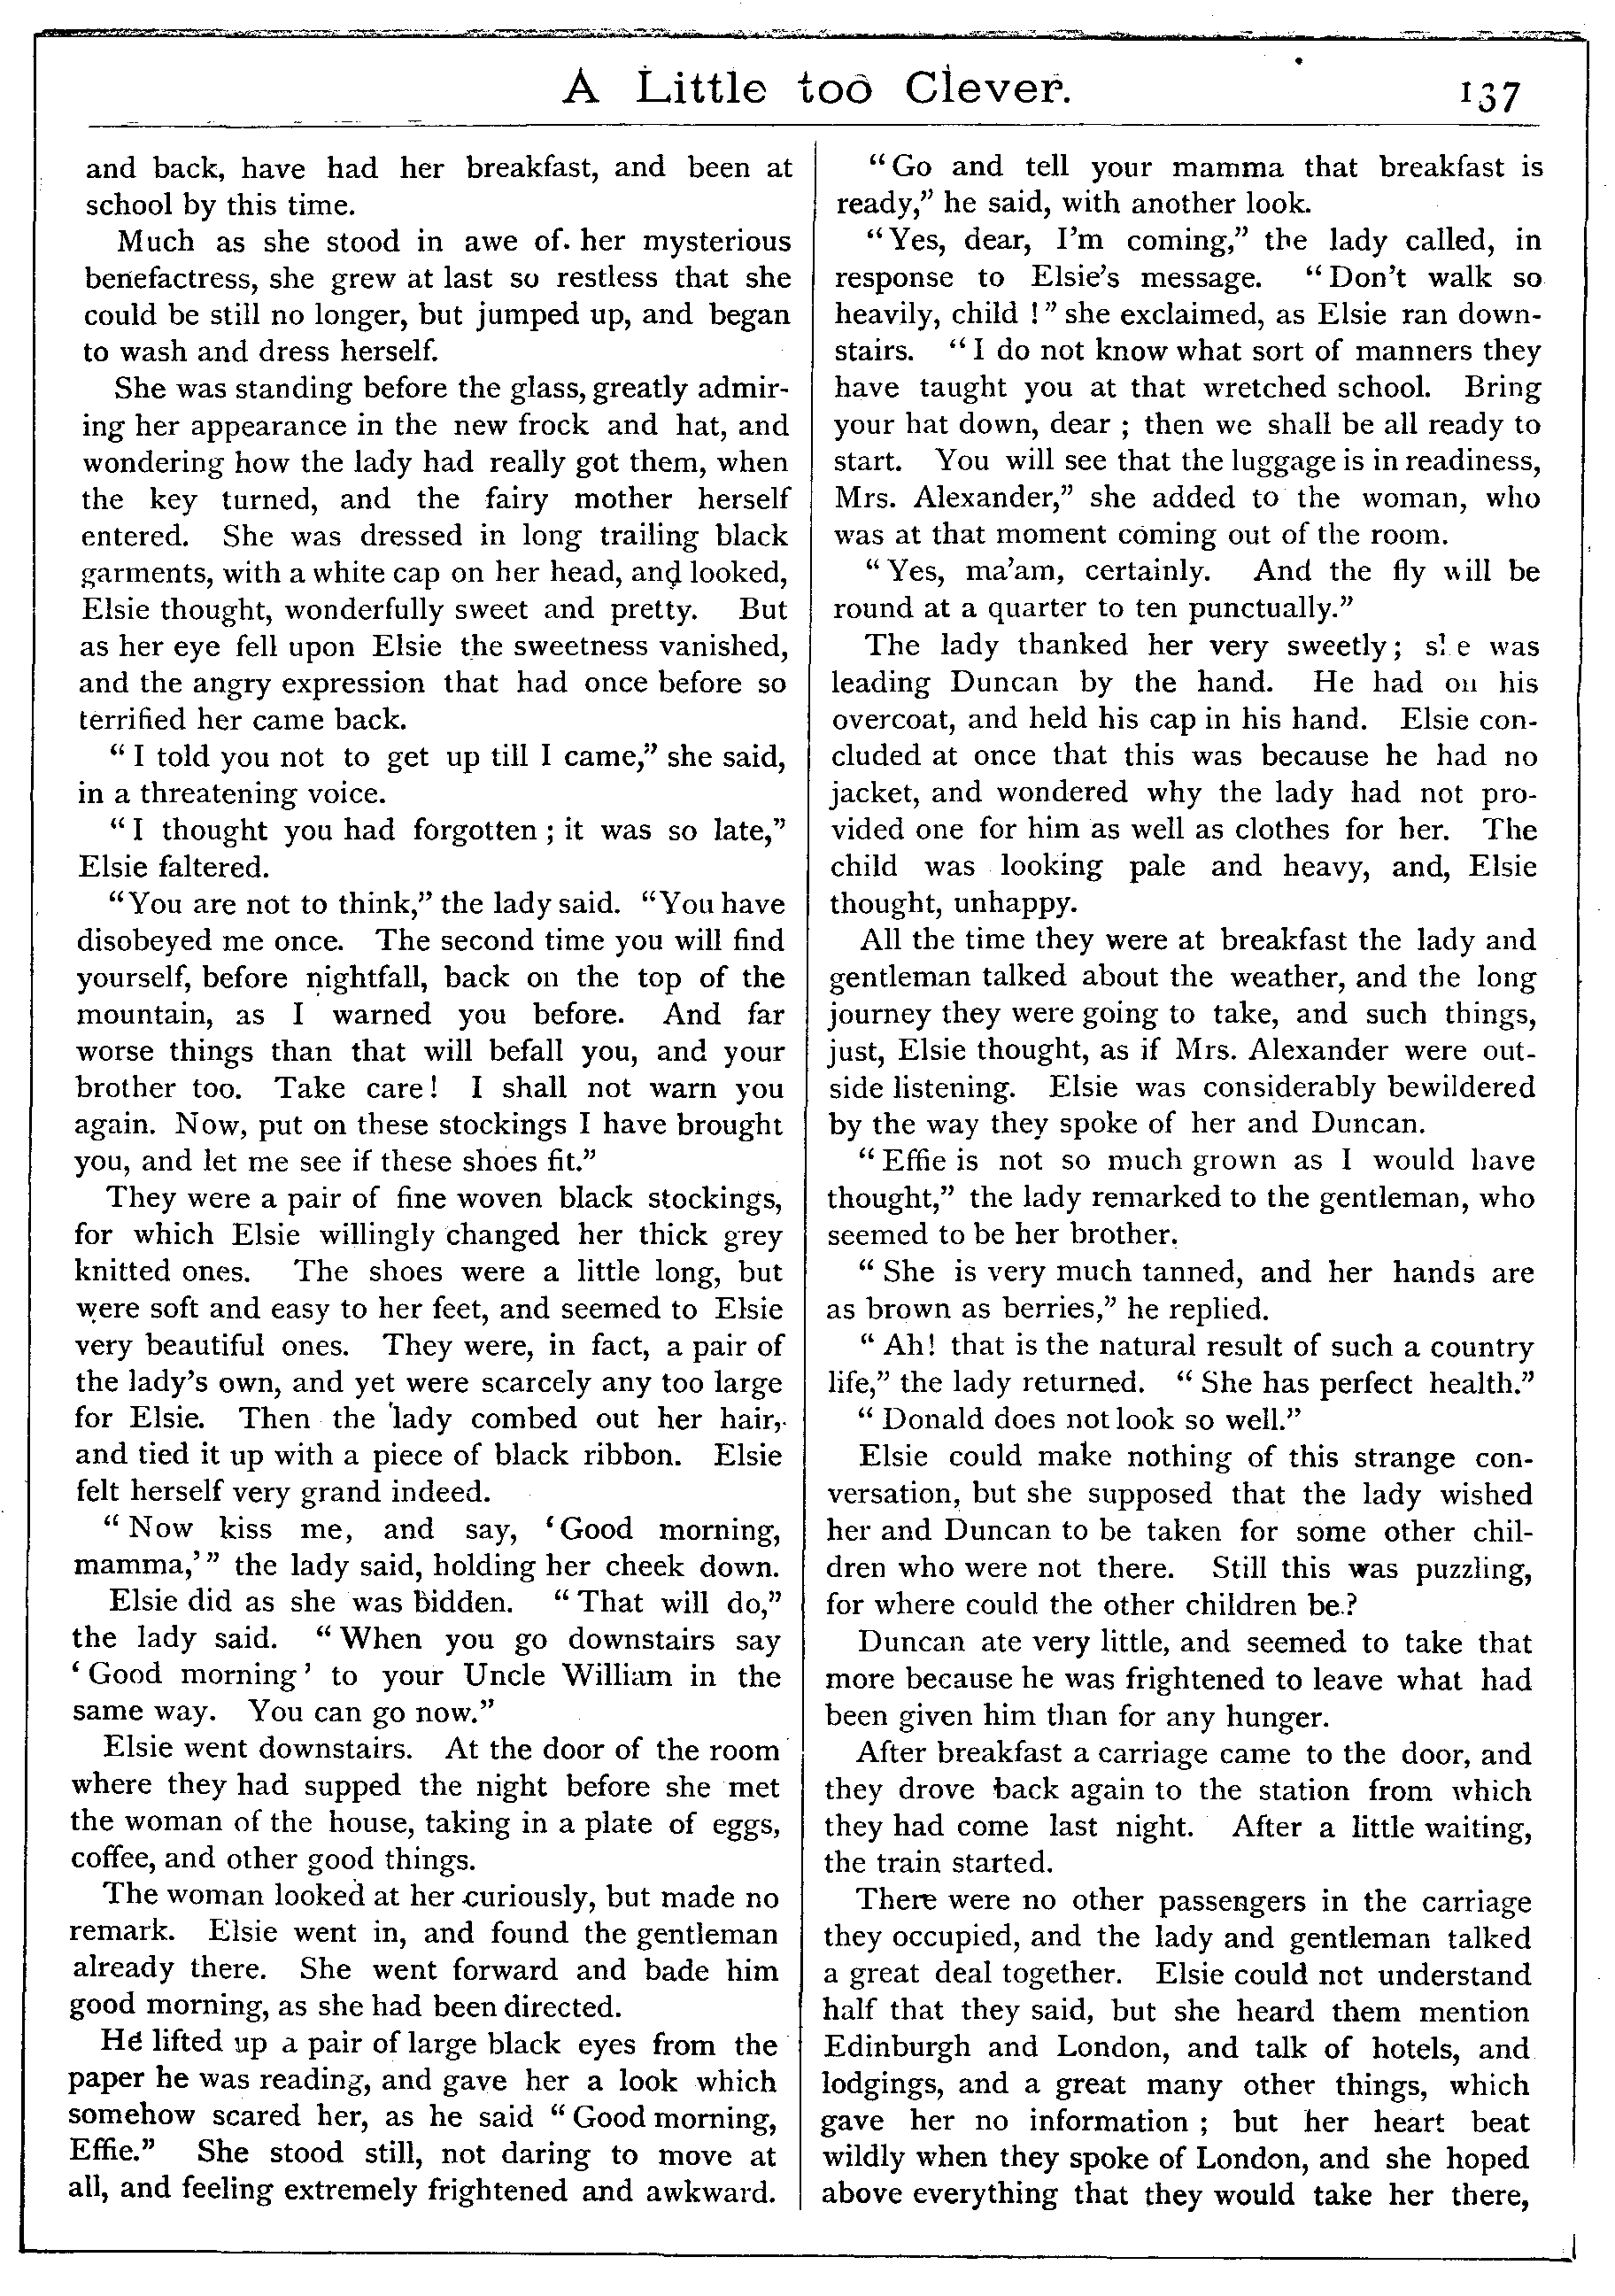 A Little too Clever.
137
and back, have had her breakfast, and been at
school by this time.
Much as she stood in awe of her mysterious
benefactress, she grew at last so restless that she
could be still no longer, but jumped up, and began
to wash and dress herself.
She was standing before the glass, greatly admir-
ing her appearance in the new frock and hat, and
wondering how the lady had really got them, when
the key turned, and the fairy mother herself
entered. She was dressed in long trailing black
garments, with a white cap on her head, and looked,
Elsie thought, wonderfully sweet and pretty. But
as her eye fell upon Elsie the sweetness vanished,
and the angry expression that had once before so
terrified her came back.
“I told you not to get up till I came,” she said,
in a threatening voice.
“I thought you had forgotten ; it was so late,”
Elsie faltered.
“You are not to think,” the lady said. “You have
disobeyed me once. The second time you will find
yourself, before nightfall, back on the top of the
mountain, as I warned you before. And far
worse things than that will befall you, and your
brother too. Take care! I shall not warn you
again. Now, put on these stockings I have brought
you, and let me see if these shoes fit.”
They were a pair of fine woven black stockings,
for which Elsie willingly changed her thick grey
knitted ones. The shoes were a little long, but
were soft and easy to her feet, and seemed to Elsie
very beautiful ones. They were, in fact, a pair of
the lady’s own, and yet were scarcely any too large
for Elsie. Then the lady combed out her hair,
and tied it up with a piece of black ribbon. Elsie
felt herself very grand indeed.
“Now kiss me, and say, ‘Good morning,
mamma,’” the lady said, holding her cheek down.
Elsie did as she was bidden. “That will do,”
the lady said. “When you go downstairs say
‘Good morning’ to your Uncle William in the
same way. You can go now.”
Elsie went downstairs. At the door of the room
where they had supped the night before she met
the woman of the house, taking in a plate of eggs,
coffee, and other good things.
The woman looked at her curiously, but made no
remark. Elsie went in, and found the gentleman
already there. She went forward and bade him
good morning, as she had been directed.
He lifted up a pair of large black eyes from the
paper he was reading, and gave her a look which
somehow scared her, as he said “Good morning,
Effie.” She stood still, not daring to move at
all, and feeling extremely frightened and awkward.
“Go and tell your mamma that breakfast is
ready,” he said, with another look.
“Yes, dear, I’m coming,” the lady called, in
response to Elsie’s message. “Don’t walk so
heavily, child !” she exclaimed, as Elsie ran down-
stairs. “I do not know what sort of manners they
have taught you at that wretched school. Bring
your hat down, dear ; then we shall be all ready to
start. You will see that the luggage is in readiness,
Mrs. Alexander,” she added to the woman, who
was at that moment coming out of the room.
“Yes, ma’am, certainly. And the fly will be
round at a quarter to ten punctually.”
The lady thanked her very sweetly; she was
leading Duncan by the hand. He had on his
overcoat, and held his cap in his hand. Elsie con-
cluded at once that this was because he had no
jacket, and wondered why the lady had not pro-
vided one for him as well as clothes for her. The
child was looking pale and heavy, and, Elsie
thought, unhappy.
All the time they were at breakfast the lady and
gentleman talked about the weather, and the long
journey they were going to take, and such things,
just, Elsie thought, as if Mrs. Alexander were out-
side listening. Elsie was considerably bewildered
by the way they spoke of her and Duncan.
“Effie is not so much grown as I would have
thought,” the lady remarked to the gentleman, who
seemed to be her brother.
“She is very much tanned, and her hands are
as brown as berries,” he replied.
“Ah! that is the natural result of such a country
life,” the lady returned. “She has perfect health.”
“Donald does not look so well.”
Elsie could make nothing of this strange con-
versation, but she supposed that the lady wished
her and Duncan to be taken for some other chil-
dren who were not there. Still this was puzzling,
for where could the other children be?
Duncan ate very little, and seemed to take that
more because he was frightened to leave what had
been given him than for any hunger.
After breakfast a carriage came to the door, and
they drove back again to the station from which
they had come last night. After a little waiting,
the train started.
There were no other passengers in the carriage
they occupied, and the lady and gentleman talked
a great deal together. Elsie could not understand
half that they said, but she heard them mention
Edinburgh and London, and talk of hotels, and
lodgings, and a great many other things, which
gave her no information ; but her heart beat
wildly when they spoke of London, and she hoped
above everything that they would take her there,